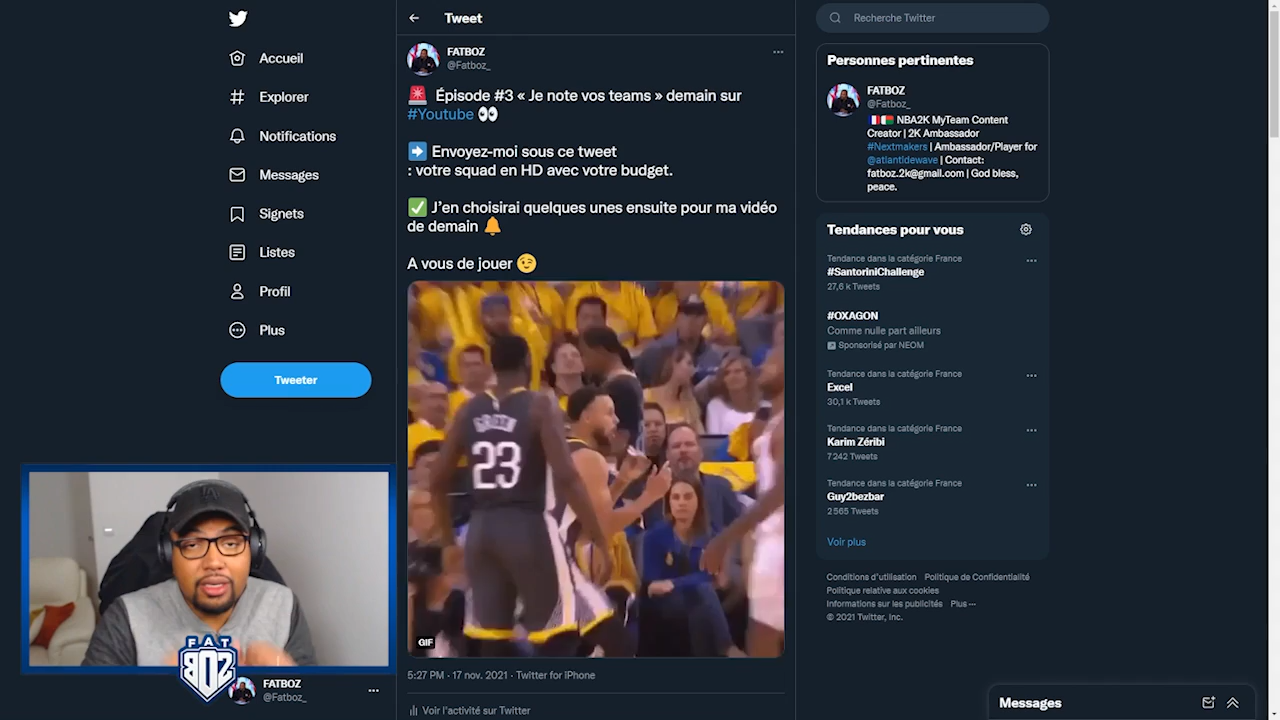 Accueil
Explorer
Notifications
Messages
Signets
Listes
Profil
Plus
Tweeter
FAT
BOZ
FATBOZ
@Fatboz_
Tweet
FATBOZ
@Fatboz_
Épisode #3 « Je note vos teams » demain sur
#Youtube
Envoyez-moi sous ce tweet
: votre squad en HD avec votre budget.
J'en choisirai quelques unes ensuite pour ma vidéo
de demain
A vous de jouer
GREEN
23
GIF
5:27 PM · 17 nov. 2021 · Twitter for iPhone
Voir l'activité sur Twitter
Recherche Twitter
Personnes pertinentes
FATBOZ
@Fatboz_
NBA2K MyTeam Content
Creator | 2K Ambassador
#Nextmakers | Ambassador/Player for
@atlantidewave | Contact:
fatboz.2k@gmail.com | God bless,
peace.
Tendances pour vous
Tendance dans la catégorie France
#SantoriniChallenge
27,6 k Tweets
#OXAGON
Comme nulle part ailleurs
Sponsorisé par NEOM
Tendance dans la catégorie France
Excel
30,1 k Tweets
Tendance dans la catégorie France
Karim Zéribi
7 242 Tweets
Tendance dans la catégorie France
Guy2bezbar
2 565 Tweets
Voir plus
Conditions d'utilisation Politique de Confidentialité
Politique relative aux cookies
Informations sur les publicités Plus ···
© 2021 Twitter, Inc.
Messages